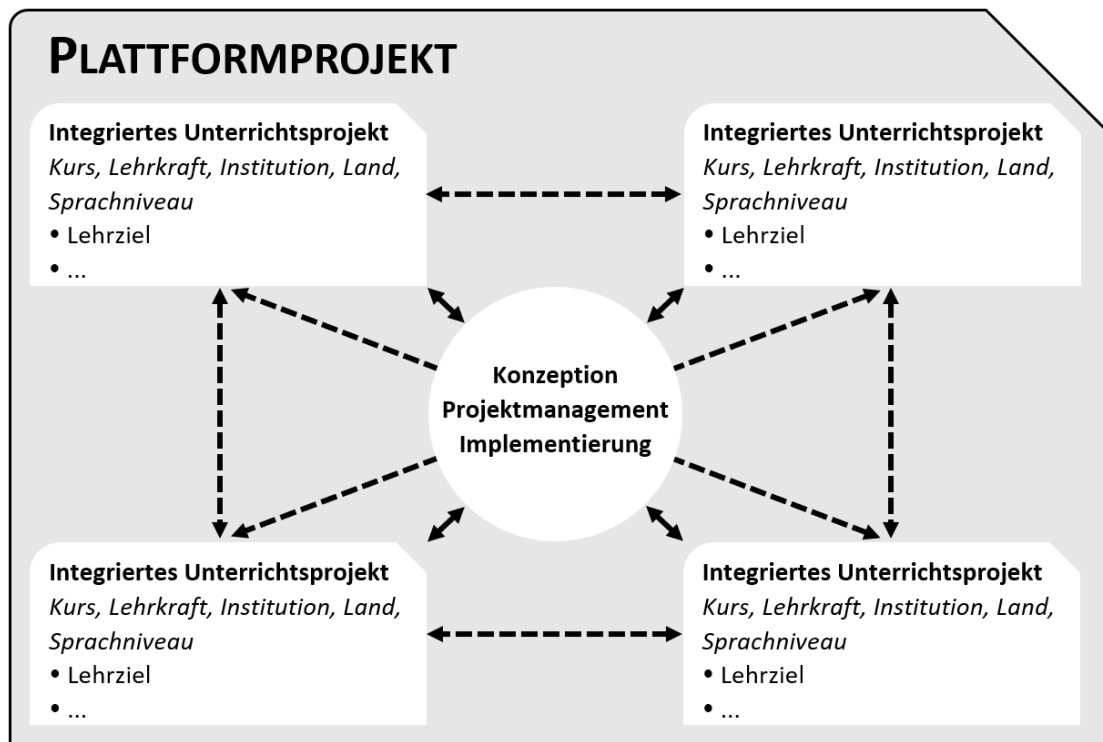 PLATTFORMPROJEKT
Integriertes Unterrichtsprojekt
Kurs, Lehrkraft, Institution, Land,
Sprachniveau
• Lehrziel
• ...
Integriertes Unterrichtsprojekt
Kurs, Lehrkraft, Institution, Land,
Sprachniveau
• Lehrziel
• ...
Konzeption
Projektmanagement
Implementierung
Integriertes Unterrichtsprojekt
Kurs, Lehrkraft, Institution, Land,
Sprachniveau
• Lehrziel
• ...
Integriertes Unterrichtsprojekt
Kurs, Lehrkraft, Institution, Land,
Sprachniveau
• Lehrziel
• ...